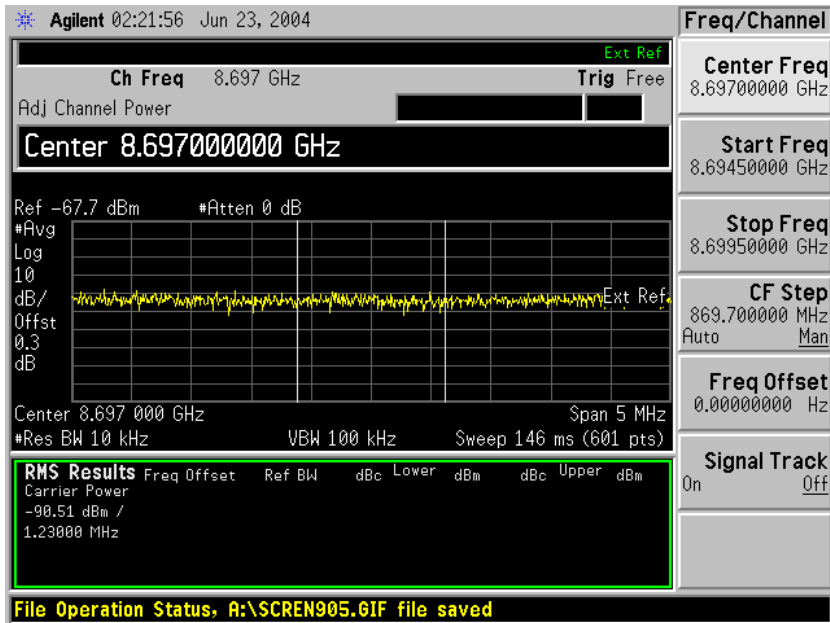 Agilent 02:21:56 Jun 23, 2004
Freq/Channel
Ext Ref
Ch Freq 8.697 GHz Trig Free
Adj Channel Power
Center 8.697000000 GHz
Ref -67.7 dBm #Atten 0 dB
#Avg
Log
10
dB/
Offst
0.3
dB
Ext Ref
Center 8.697 000 GHz Span 5 MHz
#Res BW 10 kHz VBW 100 kHz Sweep 146 ms (601 pts)
RMS Results Freq Offset Ref BW dBc Lower dBm dBc Upper dBm
Carrier Power
-90.51 dBm /
1.23000 MHz
File Operation Status, A:\SCREN905.GIF file saved
Center Freq
8.69700000 GHz
Start Freq
8.69450000 GHz
Stop Freq
8.69950000 GHz
CF Step
869.700000 MHz
Auto Man
Freq Offset
0.00000000 Hz
Signal Track
On Off